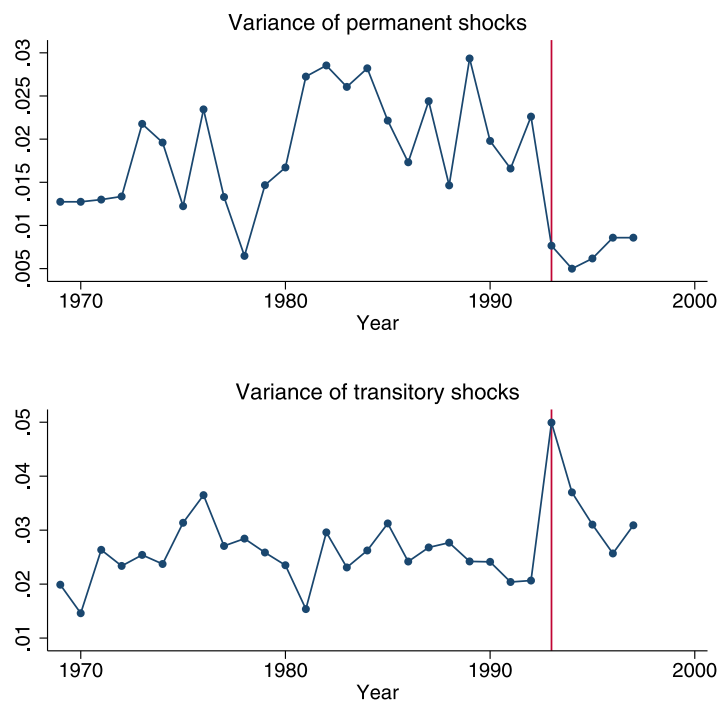 Variance of permanent shocks
.03
.025
.02
.015
.01
.005
1970 1980 1990 2000
Year
Variance of transitory shocks
.05
.04
.03
.02
.01
1970 1980 1990 2000
Year